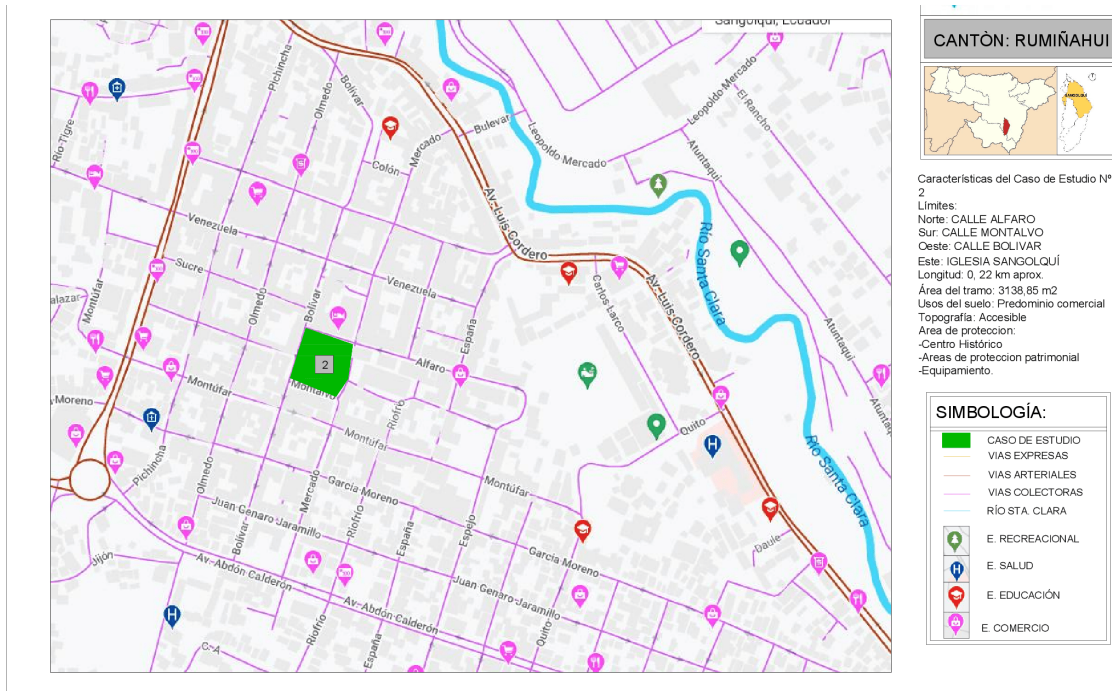 Sangolquí, Ecuador
CANTÒN: RUMIÑAHUI
SANGOLQUI
Características del Caso de Estudio N°
2
Límites:
Norte: CALLE ALFARO
Sur: CALLE MONTALVO
Oeste: CALLE BOLIVAR
Este: IGLESIA SANGOLQUÍ
Longitud: 0, 22 km aprox.
Área del tramo: 3138,85 m2
Usos del suelo: Predominio comercial
Topografía: Accesible
Area de proteccion:
-Centro Histórico
-Areas de proteccion patrimonial
-Equipamiento.
SIMBOLOGÍA:
CASO DE ESTUDIO
VIAS EXPRESAS
VIAS ARTERIALES
VIAS COLECTORAS
RÍO STA. CLARA
E. RECREACIONAL
E. SALUD
E. EDUCACIÓN
E. COMERCIO
Pichincha
Olmedo
Bolívar
Mercado
Colón
Bulevar
Leopoldo Mercado
Leopoldo Mercado
El Rancho
Atuntaqui
Río Tigre
Av. Luis Cordero
Río Santa Clara
Venezuela
Sucre
Venezuela
Olmedo
Bolívar
España
Carlos Larco
Av. Luis Cordero
Atuntaqui
alazar
Montúfar
2
Alfaro
Montalvo
Montúfar
Riofrío
Moreno
Montúfar
Quito
Atuntaq
Río Santa Clara
Pichincha
Olmedo
Mercado
García Moreno
Montúfar
Juan Genaro Jaramillo
Bolívar
Riofrío
España
Espejo
García Moreno
Daule
Jijón
Av. Abdón Calderón
Juan Genaro Jaramillo
Av. Abdón Calderón
Riofrío
España
Quito
C-A